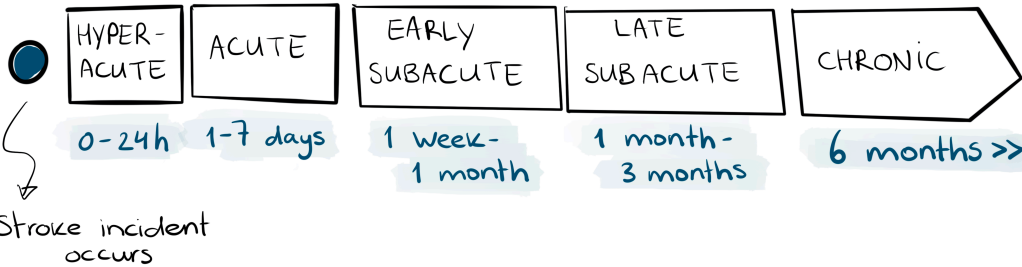 HYPER-
ACUTE
ACUTE
EARLY
SUBACUTE
LATE
SUBACUTE
CHRONIC
0-24h
1-7 days
1 week-
1 month
1 month-
3 months
6 months >>
Stroke incident
occurs